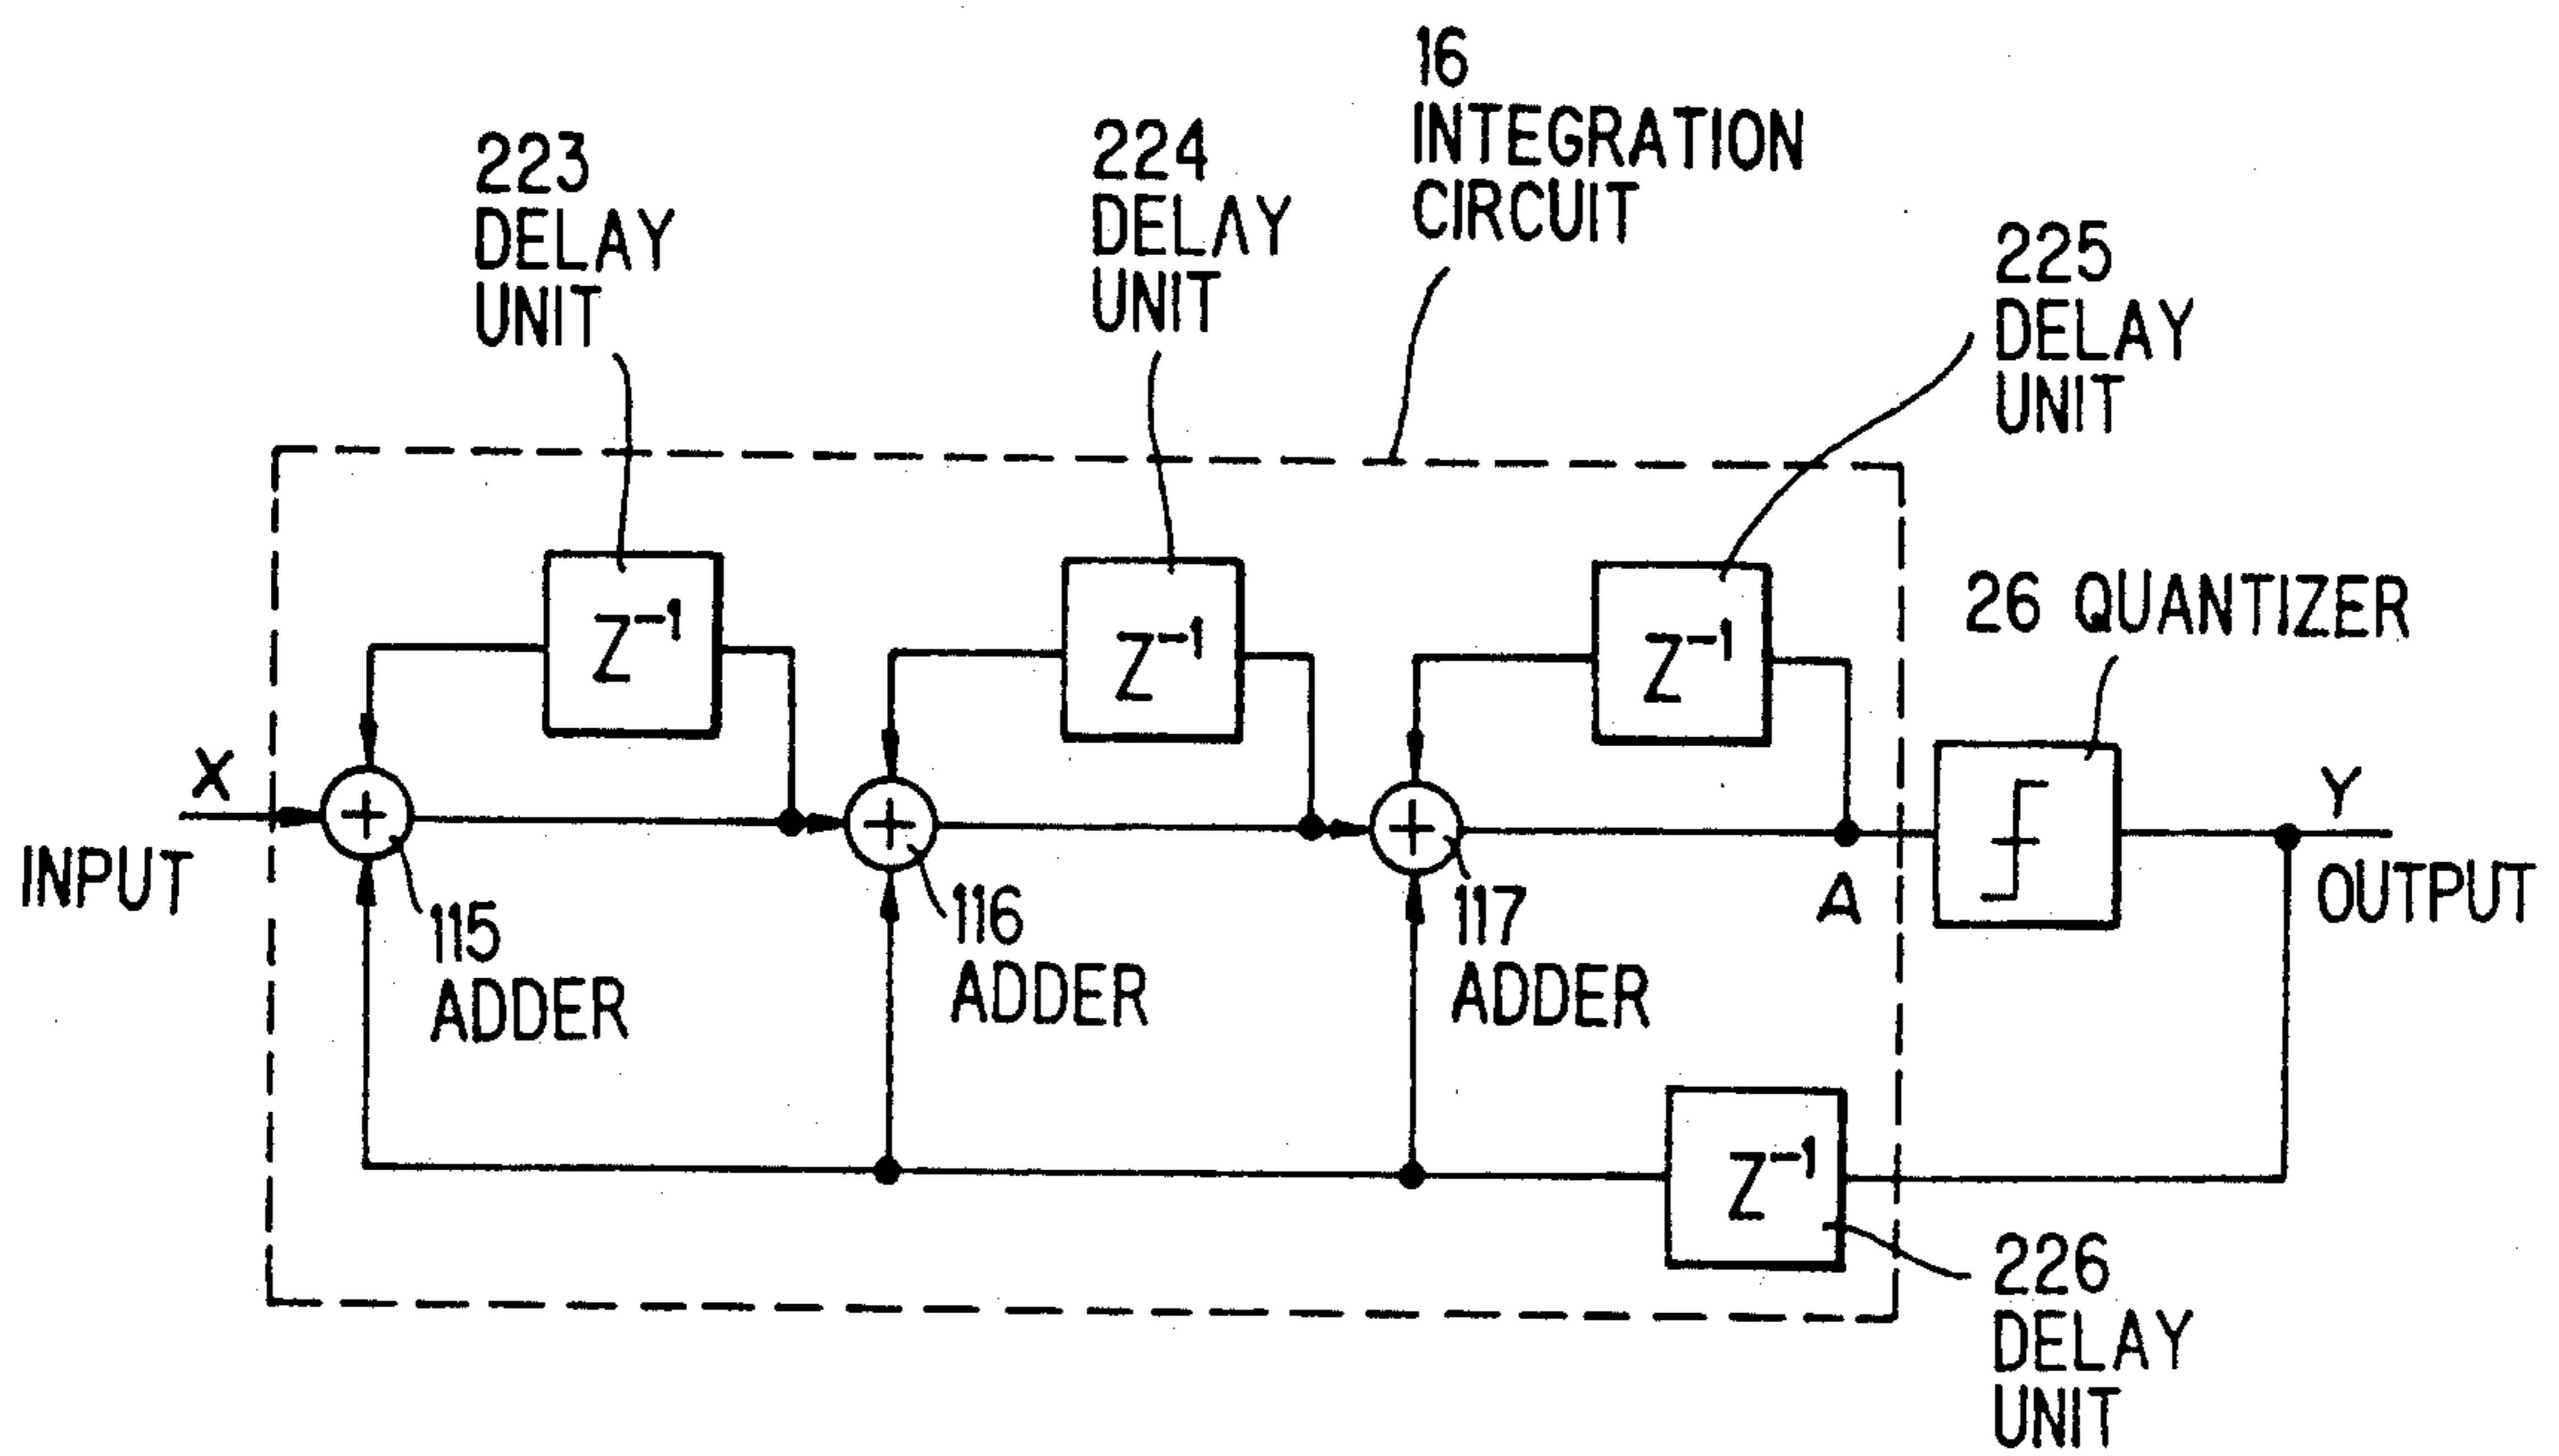 16
INTEGRATION
CIRCUIT
223
DELAY
UNIT
224
DELAY
UNIT
225
DELAY
UNIT
Z⁻¹
Z⁻¹
Z⁻¹
26 QUANTIZER
X
INPUT
+
+
+
115
ADDER
116
ADDER
117
ADDER
A
Y
OUTPUT
Z⁻¹
226
DELAY
UNIT